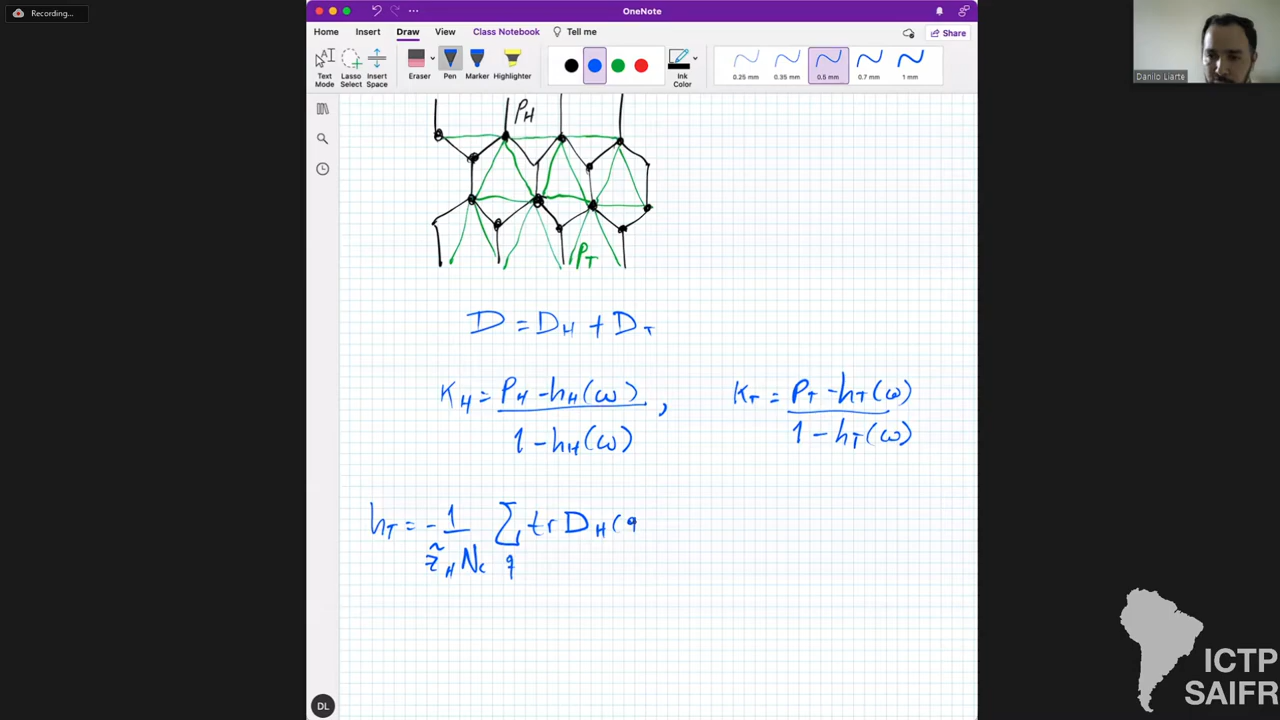 Recording...
OneNote
Home Insert Draw View Class Notebook Tell me
Share
Text Mode
Lasso Select
Insert Space
Eraser
Pen
Marker
Highlighter
Ink Color
0.25 mm
0.35 mm
0.5 mm
0.7 mm
1 mm
Danilo Liarte
P_H
P_T
D = D_H + D_T
K_H = (P_H - h_H(ω)) / (1 - h_H(ω)) , K_T = (P_T - h_T(ω)) / (1 - h_T(ω))
h_T = - 1 / (z̃_H N_c) Σ_q tr D_H (q
DL
ICTP
SAIFR